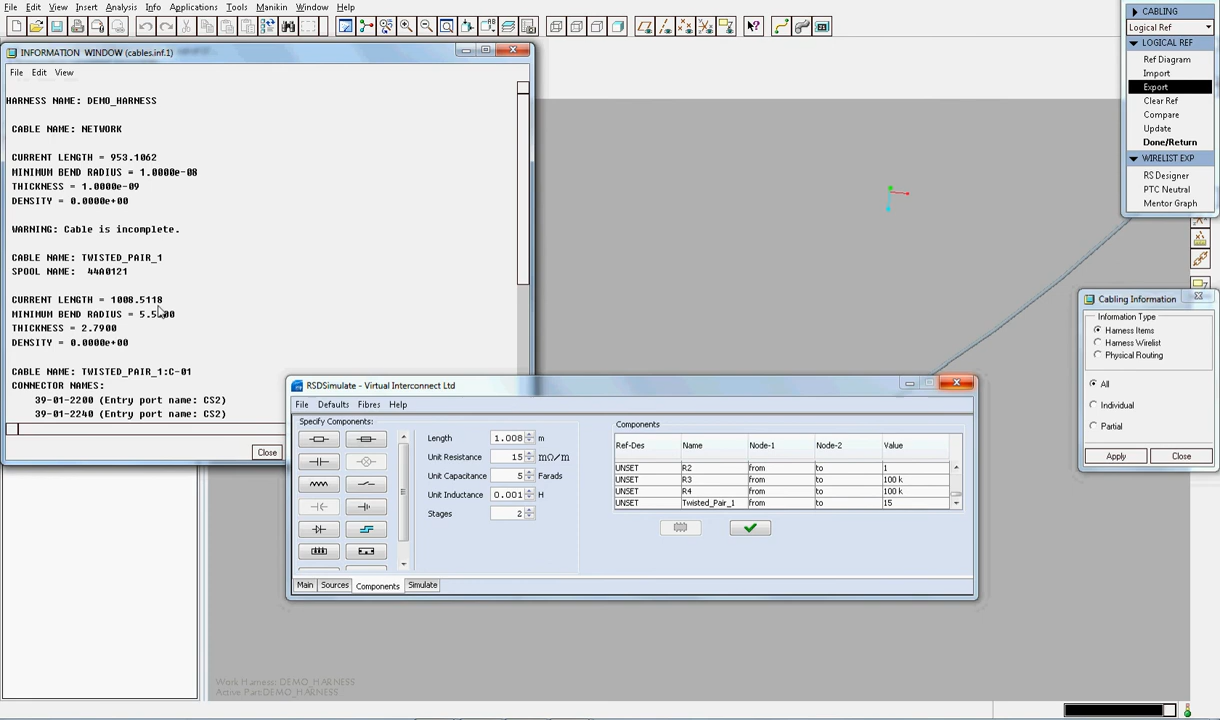 File Edit View Insert Analysis Info Applications Tools Manikin Window Help
INFORMATION WINDOW (cables.inf.1)
File Edit View
HARNESS NAME: DEMO_HARNESS
CABLE NAME: NETWORK
CURRENT LENGTH = 953.1062
MINIMUM BEND RADIUS = 1.0000e-08
THICKNESS = 1.0000e-09
DENSITY = 0.0000e+00
WARNING: Cable is incomplete.
CABLE NAME: TWISTED_PAIR_1
SPOOL NAME: 44A0121
CURRENT LENGTH = 1008.5118
MINIMUM BEND RADIUS =
THICKNESS = 2.7900
DENSITY = 0.0000e+00
CABLE NAME: TWISTED_PAIR_1:C-01
CONNECTOR NAMES:
39-01-2200 (Entry port name: CS2)
39-01-2240 (Entry port name: CS2)
Close
CABLING
Logical Ref
LOGICAL REF
Ref Diagram
Import
Export
Clear Ref
Compare
Update
Done/Return
WIRELIST EXP
RS Designer
PTC Neutral
Mentor Graph
Cabling Information
Information Type
Harness Items
Harness Wirelist
Physical Routing
All
Individual
Partial
Apply Close
RSDSimulate - Virtual Interconnect Ltd
File Defaults Fibres Help
Specify Components:
Length 1.008 m
Unit Resistance 15 mΩ/m
Unit Capacitance 5 Farads
Unit Inductance 0.001 H
Stages 2
Components
Ref-Des Name Node-1 Node-2 Value
UNSET R2 from to 1
UNSET R3 from to 100 k
UNSET R4 from to 100 k
UNSET Twisted_Pair_1 from to 15
Main Sources Components Simulate
Work Harness: DEMO_HARNESS
Active Part:DEMO_HARNESS